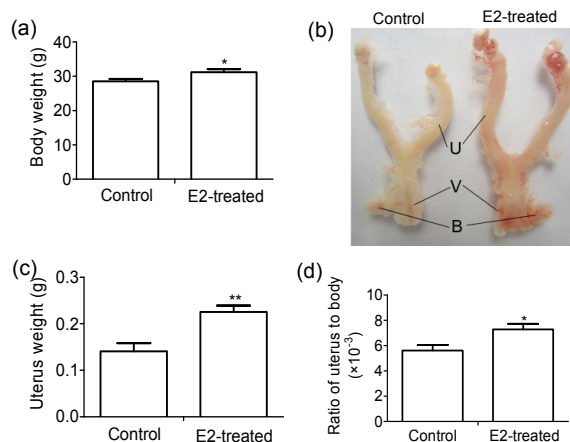 (a)
Body weight (g)
40
30
20
10
0
*
Control
E2-treated
(b)
Control
E2-treated
U
V
B
(c)
Uterus weight (g)
0.3
0.2
0.1
0.0
**
Control
E2-treated
(d)
Ratio of uterus to body
(×10⁻³)
8
6
4
2
0
*
Control
E2-treated